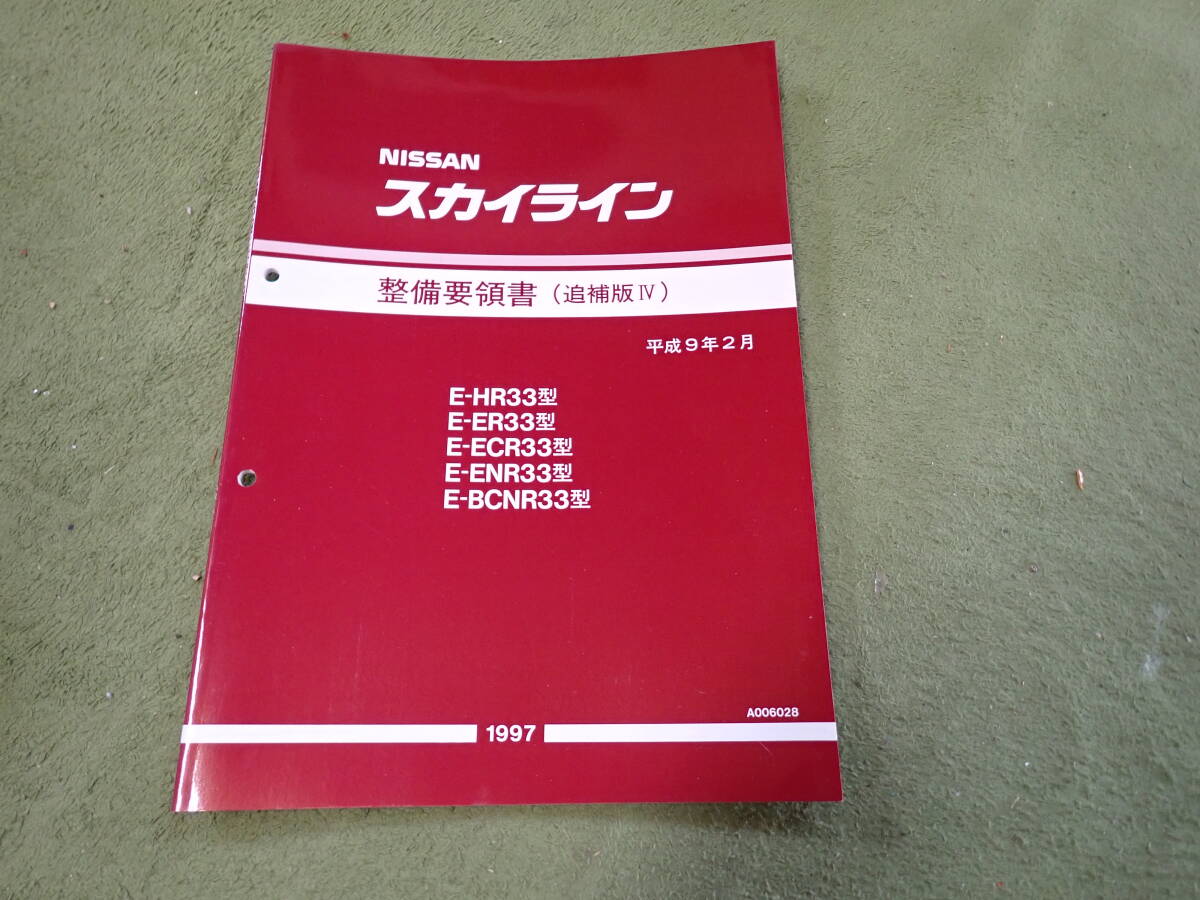 NISSAN
スカイライン
整備要領書（追補版Ⅳ）
平成9年2月
E-HR33型
E-ER33型
E-ECR33型
E-ENR33型
E-BCNR33型
A006028
1997